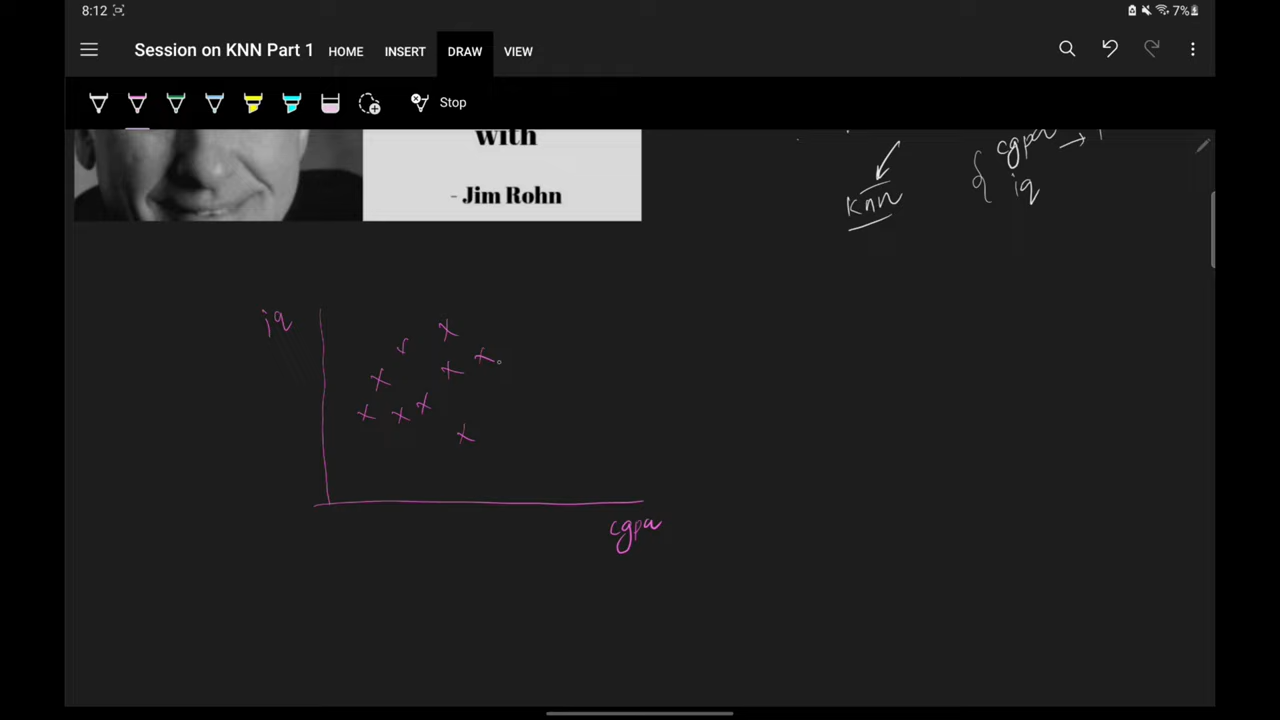 8:12
7%
Session on KNN Part 1 HOME INSERT DRAW VIEW
Stop
with
- Jim Rohn
cgpa →
iq
knn
iq
cgpa